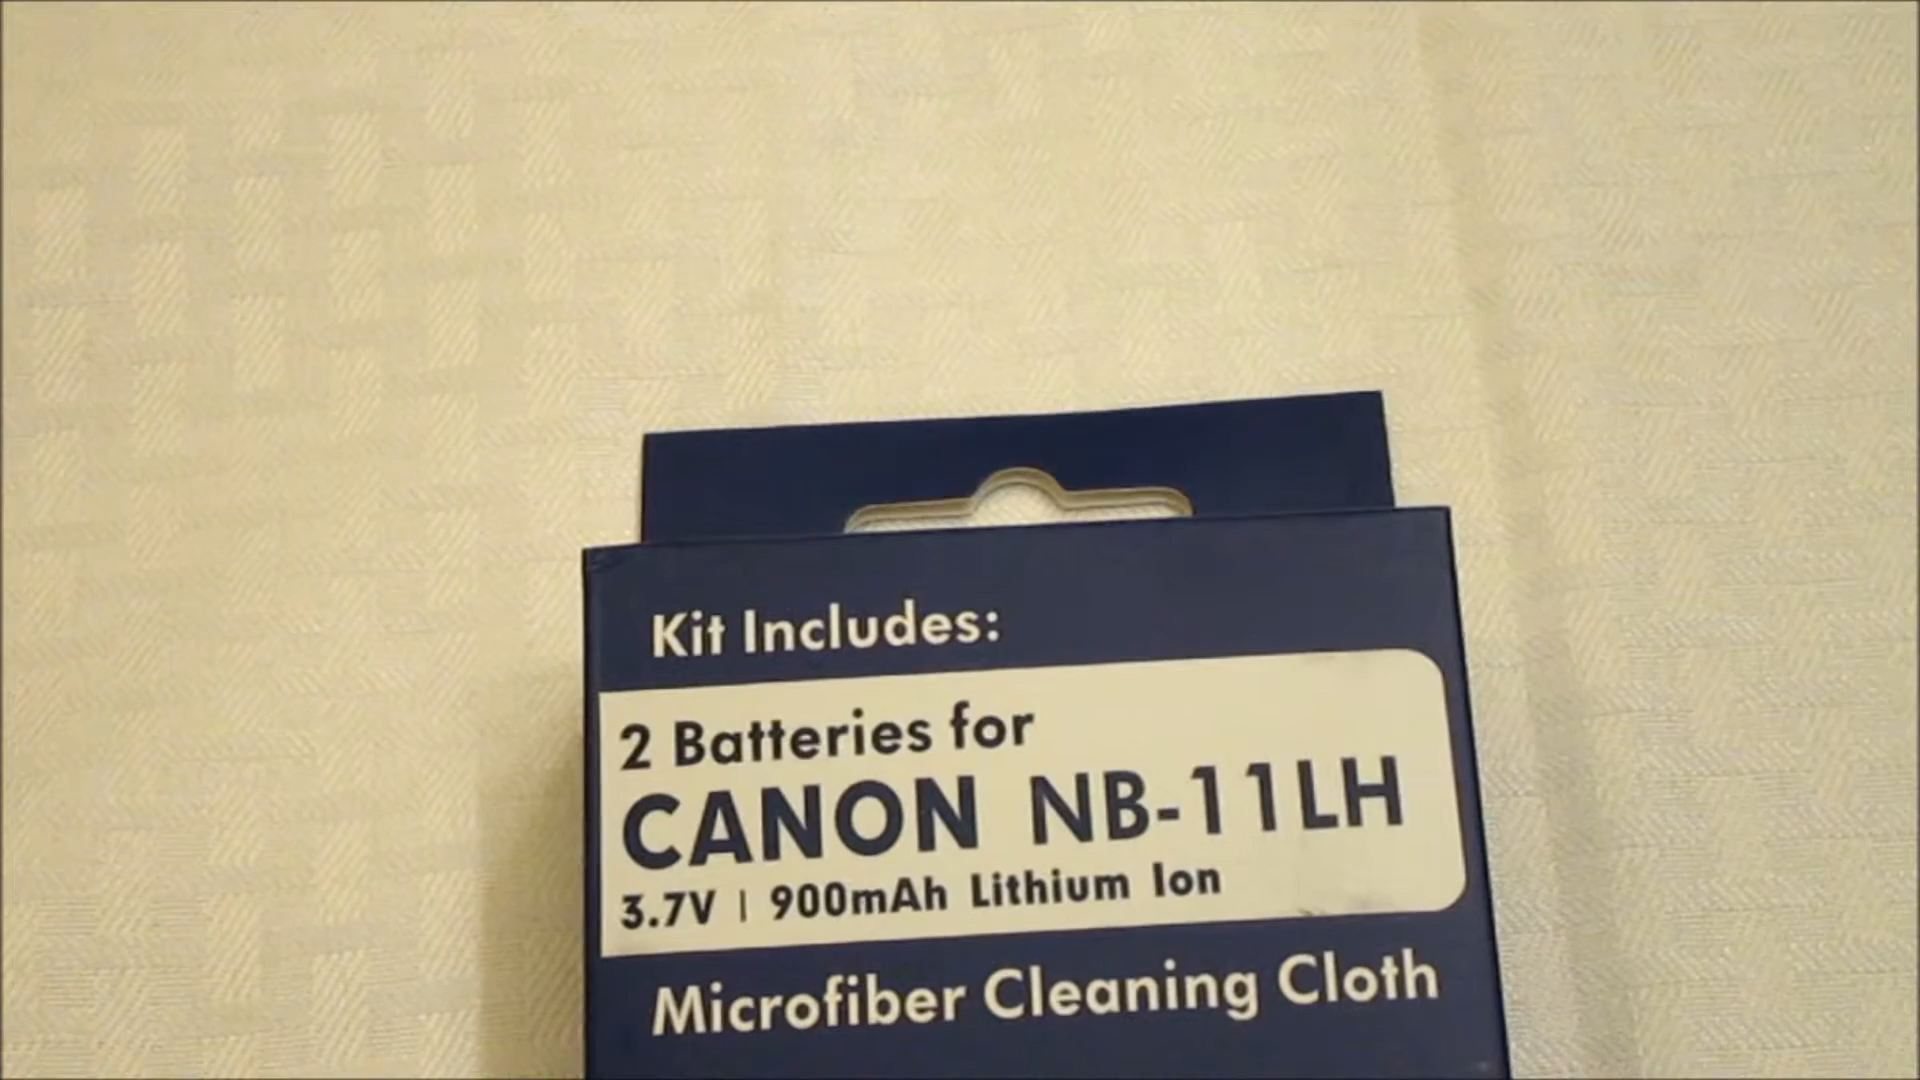 Kit Includes:
2 Batteries for
CANON NB-11LH
3.7V | 900mAh Lithium Ion
Microfiber Cleaning Cloth